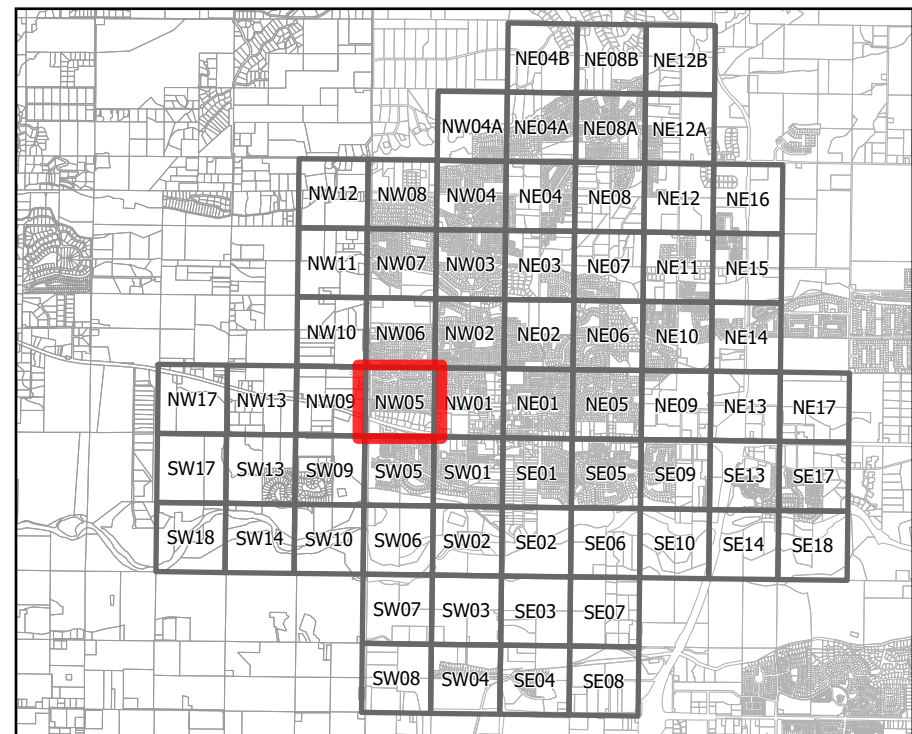 NE04B NE08B NE12B
NW04A NE04A NE08A NE12A
NW12 NW08 NW04 NE04 NE08 NE12 NE16
NW11 NW07 NW03 NE03 NE07 NE11 NE15
NW10 NW06 NW02 NE02 NE06 NE10 NE14
NW17 NW13 NW09 NW05 NW01 NE01 NE05 NE09 NE13 NE17
SW17 SW13 SW09 SW05 SW01 SE01 SE05 SE09 SE13 SE17
SW18 SW14 SW10 SW06 SW02 SE02 SE06 SE10 SE14 SE18
SW07 SW03 SE03 SE07
SW08 SW04 SE04 SE08